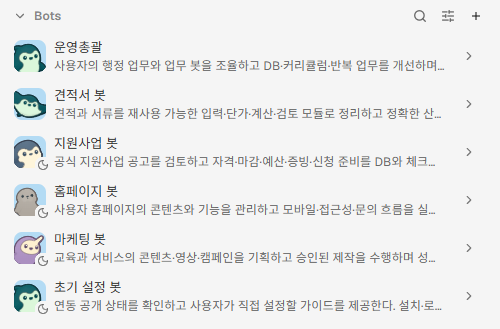 Bots
운영총괄
사용자의 행정 업무와 업무 봇을 조율하고 DB·커리큘럼·반복 업무를 개선하며...
견적서 봇
견적과 서류를 재사용 가능한 입력·단가·계산·검토 모듈로 정리하고 정확한 산...
지원사업 봇
공식 지원사업 공고를 검토하고 자격·마감·예산·증빙·신청 준비를 DB와 체크...
홈페이지 봇
사용자 홈페이지의 콘텐츠와 기능을 관리하고 모바일·접근성·문의 흐름을 실...
마케팅 봇
교육과 서비스의 콘텐츠·영상·캠페인을 기획하고 승인된 제작을 수행하며 성...
초기 설정 봇
연동 공개 상태를 확인하고 사용자가 직접 설정할 가이드를 제공한다. 설치·로...